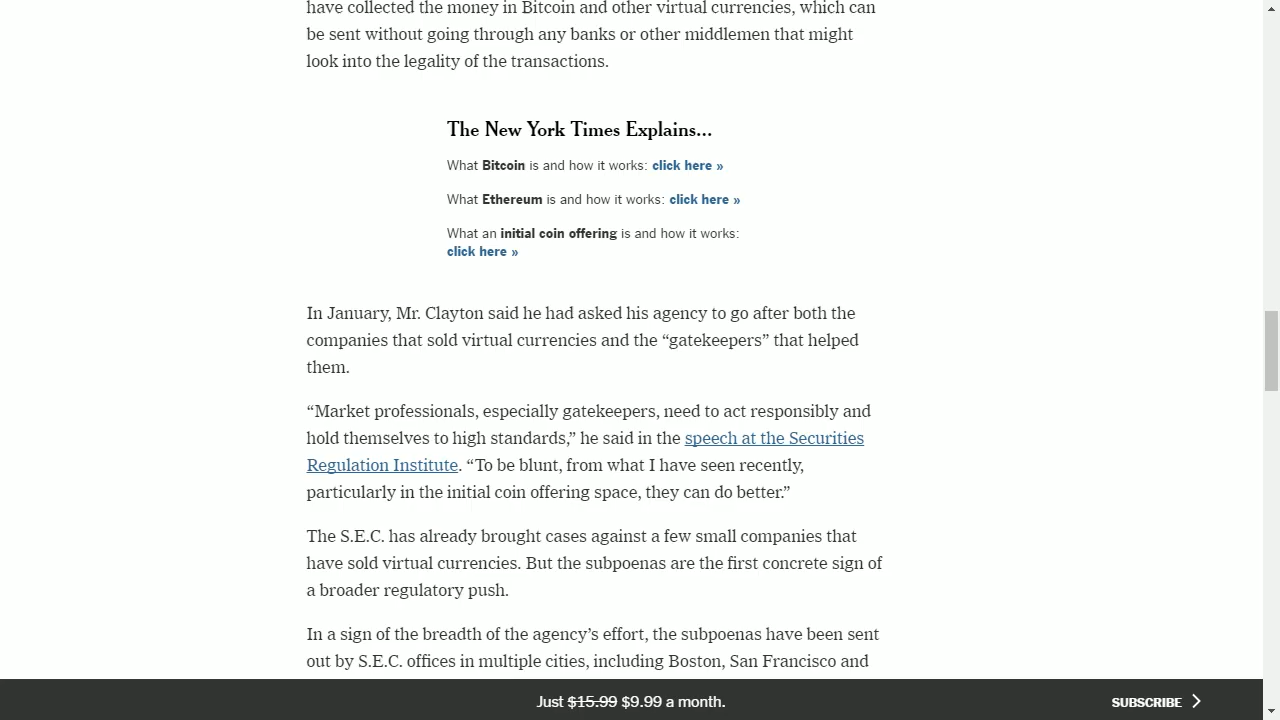 have collected the money in Bitcoin and other virtual currencies, which can
be sent without going through any banks or other middlemen that might
look into the legality of the transactions.
The New York Times Explains...
What Bitcoin is and how it works: click here »
What Ethereum is and how it works: click here »
What an initial coin offering is and how it works:
click here »
In January, Mr. Clayton said he had asked his agency to go after both the
companies that sold virtual currencies and the “gatekeepers” that helped
them.
“Market professionals, especially gatekeepers, need to act responsibly and
hold themselves to high standards,” he said in the speech at the Securities
Regulation Institute. “To be blunt, from what I have seen recently,
particularly in the initial coin offering space, they can do better.”
The S.E.C. has already brought cases against a few small companies that
have sold virtual currencies. But the subpoenas are the first concrete sign of
a broader regulatory push.
In a sign of the breadth of the agency’s effort, the subpoenas have been sent
out by S.E.C. offices in multiple cities, including Boston, San Francisco and
Just $15.99 $9.99 a month.
SUBSCRIBE